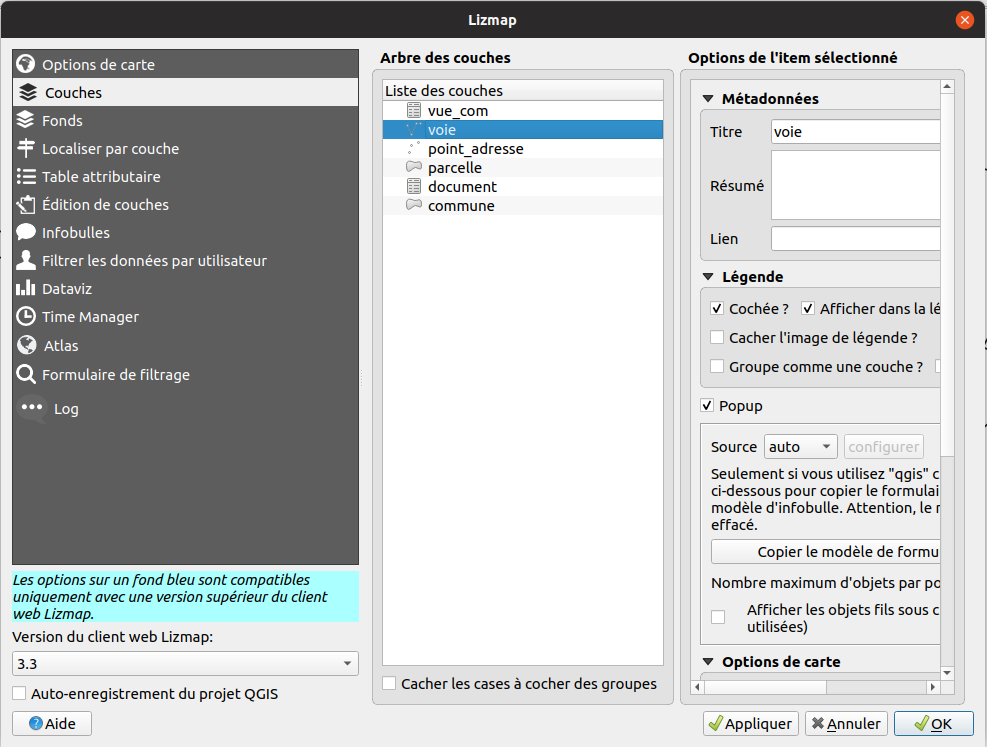 Lizmap
Options de carte
Couches
Fonds
Localiser par couche
Table attributaire
Édition de couches
Infobulles
Filtrer les données par utilisateur
Dataviz
Time Manager
Atlas
Formulaire de filtrage
Log
Les options sur un fond bleu sont compatibles
uniquement avec une version supérieur du client
web Lizmap.
Version du client web Lizmap:
3.3
Auto-enregistrement du projet QGIS
Aide
Arbre des couches
Liste des couches
vue_com
voie
point_adresse
parcelle
document
commune
Cacher les cases à cocher des groupes
Options de l'item sélectionné
Métadonnées
Titre voie
Résumé
Lien
Légende
Cochée ? Afficher dans la lé
Cacher l'image de légende ?
Groupe comme une couche ?
Popup
Source auto configurer
Seulement si vous utilisez "qgis" c
ci-dessous pour copier le formulai
modèle d'infobulle. Attention, le
effacé.
Copier le modèle de formu
Nombre maximum d'objets par po
Afficher les objets fils sous c
utilisées)
Options de carte
Appliquer Annuler OK